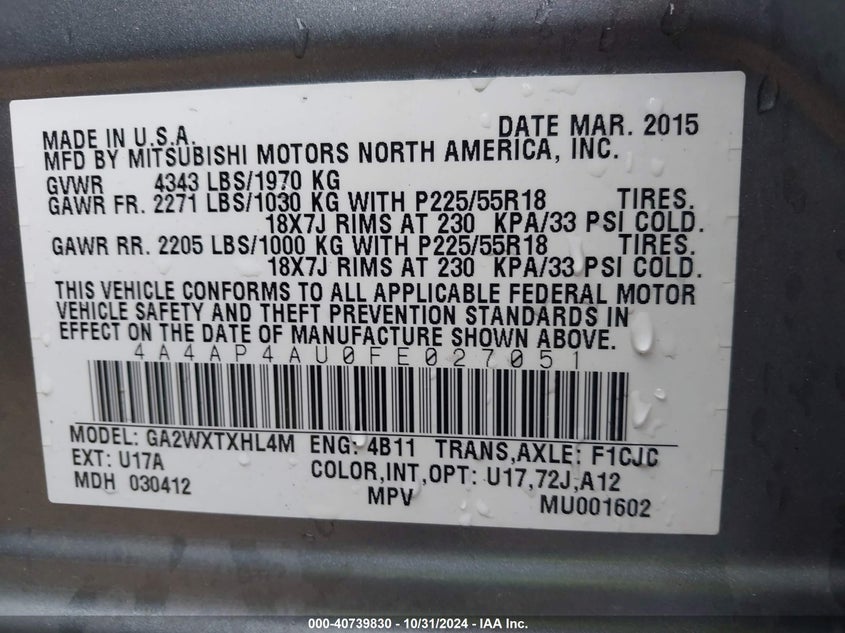 MADE IN U.S.A. DATE MAR. 2015
MFD BY MITSUBISHI MOTORS NORTH AMERICA, INC.
GVWR 4343 LBS/1970 KG
GAWR FR. 2271 LBS/1030 KG WITH P225/55R18 TIRES.
18X7J RIMS AT 230 KPA/33 PSI COLD.
GAWR RR. 2205 LBS/1000 KG WITH P225/55R18 TIRES.
18X7J RIMS AT 230 KPA/33 PSI COLD.
THIS VEHICLE CONFORMS TO ALL APPLICABLE FEDERAL MOTOR
VEHICLE SAFETY AND THEFT PREVENTION STANDARDS IN
EFFECT ON THE DATE OF MANUFACTURE SHOWN ABOVE.
4A4AP4AU0FE027051
MODEL: GA2WXTXHL4M ENG: 4B11 TRANS,AXLE: F1CJC
EXT: U17A COLOR,INT,OPT: U17,72J,A12
MDH 030412 MPV MU001602
000-40739830 - 10/31/2024 - IAA Inc.